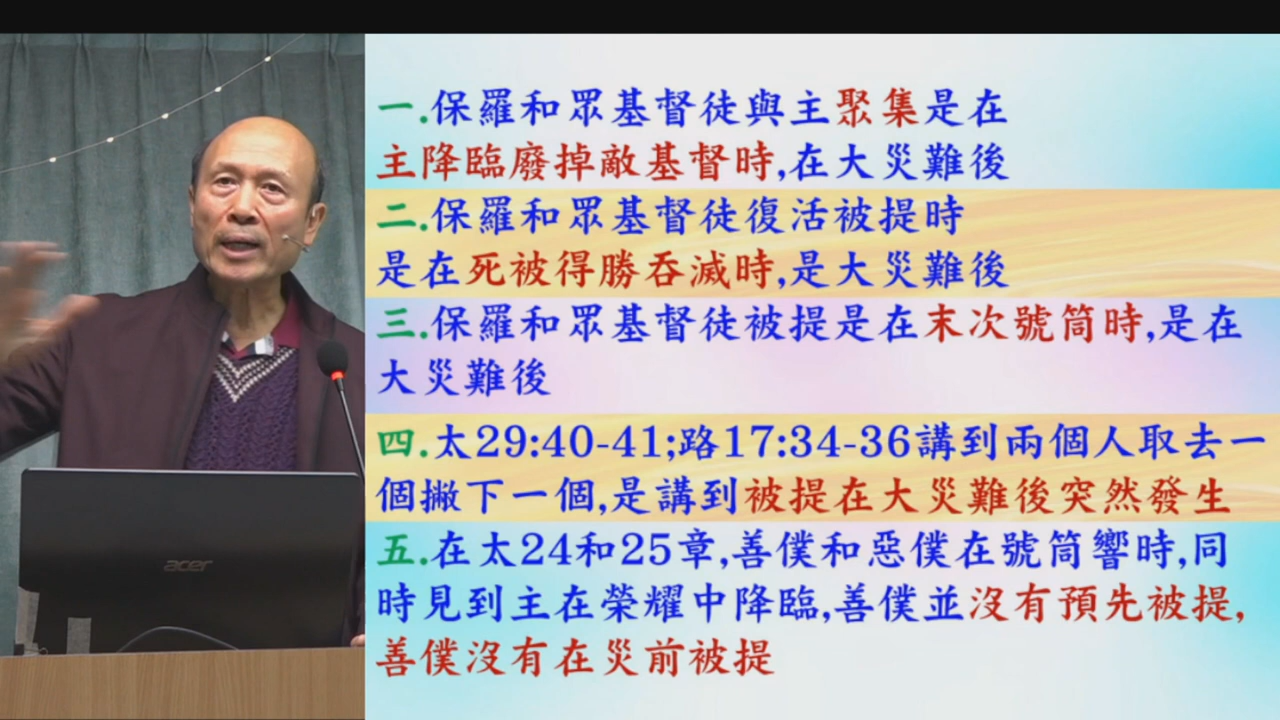 一.保羅和眾基督徒與主聚集是在
主降臨廢掉敵基督時,在大災難後
二.保羅和眾基督徒復活被提時
是在死被得勝吞滅時,是大災難後
三.保羅和眾基督徒被提是在末次號筒時,是在
大災難後
四.太29:40-41;路17:34-36講到兩個人取去一
個撇下一個,是講到被提在大災難後突然發生
五.在太24和25章,善僕和惡僕在號筒響時,同
時見到主在榮耀中降臨,善僕並沒有預先被提,
善僕沒有在災前被提
acer